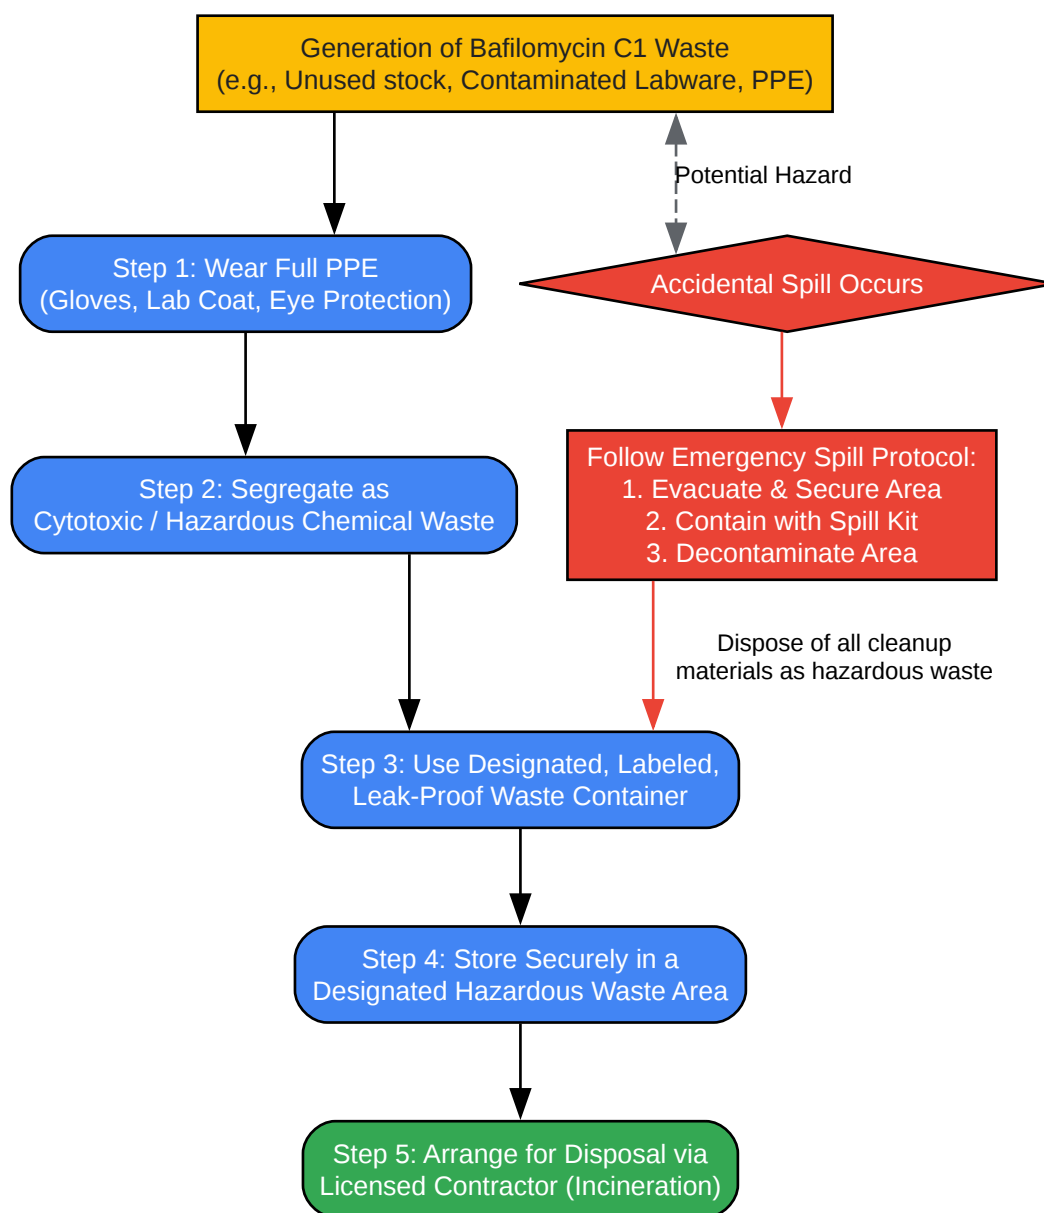 Generation of Bafilomycin C1 Waste
(e.g., Unused stock, Contaminated Labware, PPE)
Potential Hazard
Step 1: Wear Full PPE
(Gloves, Lab Coat, Eye Protection)
Accidental Spill Occurs
Step 2: Segregate as
Cytotoxic / Hazardous Chemical Waste
Follow Emergency Spill Protocol:
1. Evacuate & Secure Area
2. Contain with Spill Kit
3. Decontaminate Area
Dispose of all cleanup
materials as hazardous waste
Step 3: Use Designated, Labeled,
Leak-Proof Waste Container
Step 4: Store Securely in a
Designated Hazardous Waste Area
Step 5: Arrange for Disposal via
Licensed Contractor (Incineration)